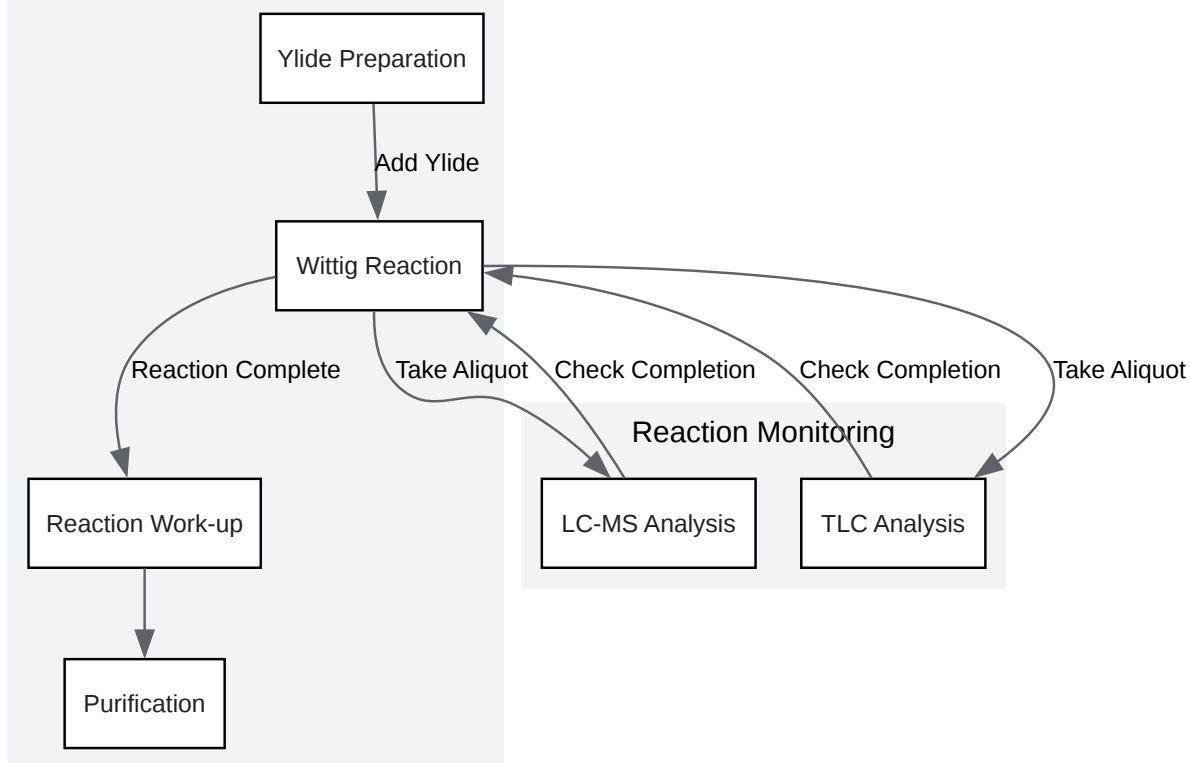 Ylide Preparation
Add Ylide
Wittig Reaction
Reaction Complete
Take Aliquot
Check Completion
Check Completion
Take Aliquot
Reaction Monitoring
Reaction Work-up
LC-MS Analysis
TLC Analysis
Purification